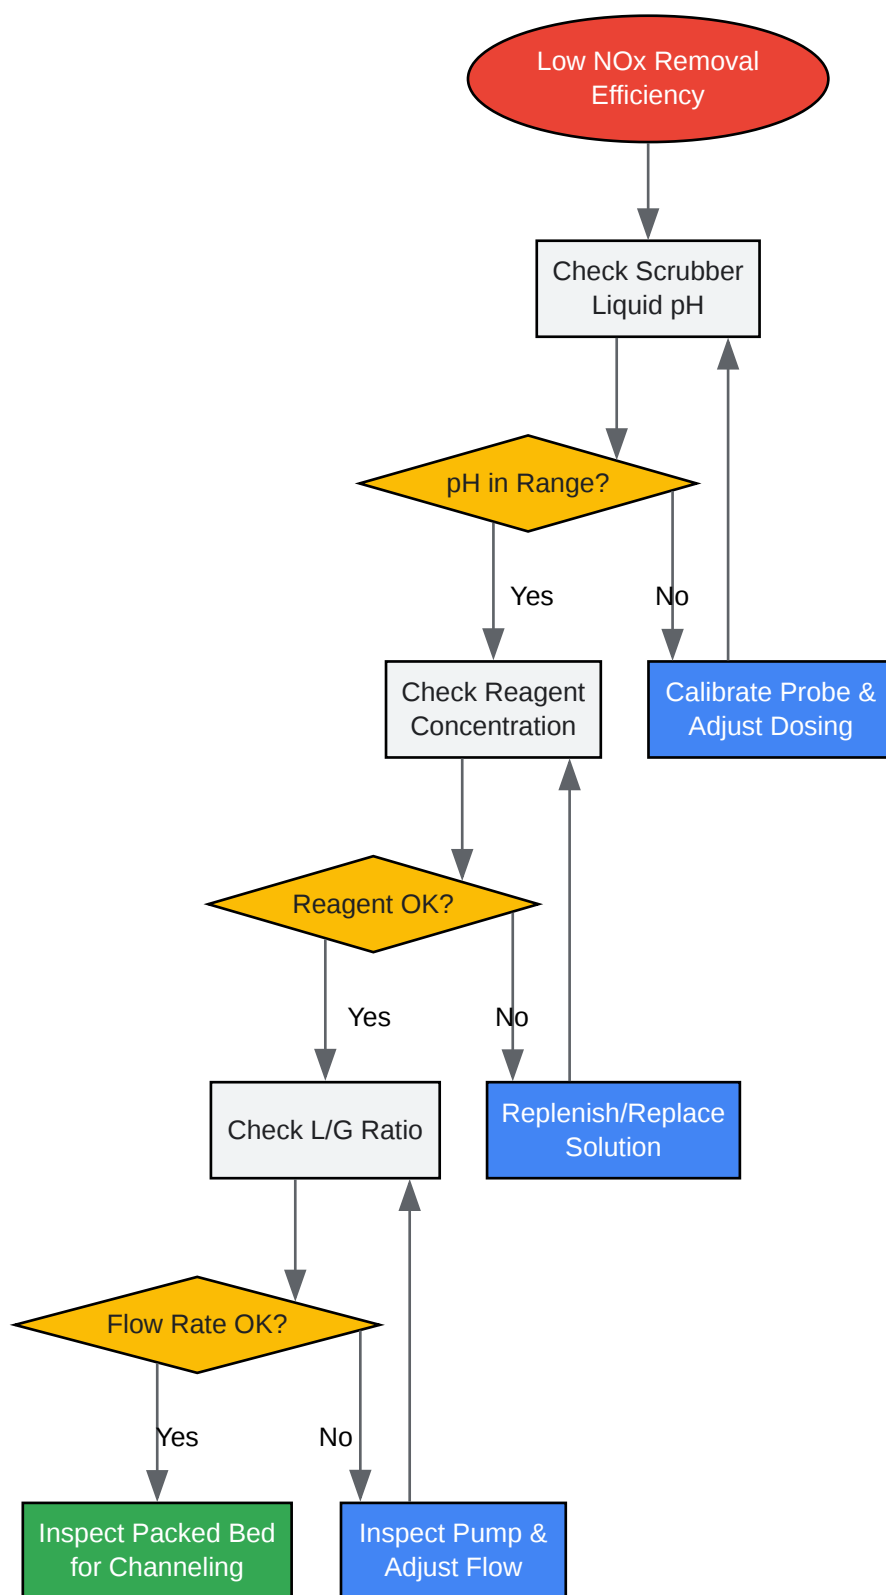 Low NOx Removal
Efficiency
Check Scrubber
Liquid pH
pH in Range?
Yes
No
Check Reagent
Concentration
Calibrate Probe &
Adjust Dosing
Reagent OK?
Yes
No
Check L/G Ratio
Replenish/Replace
Solution
Flow Rate OK?
Yes
No
Inspect Packed Bed
for Channeling
Inspect Pump &
Adjust Flow